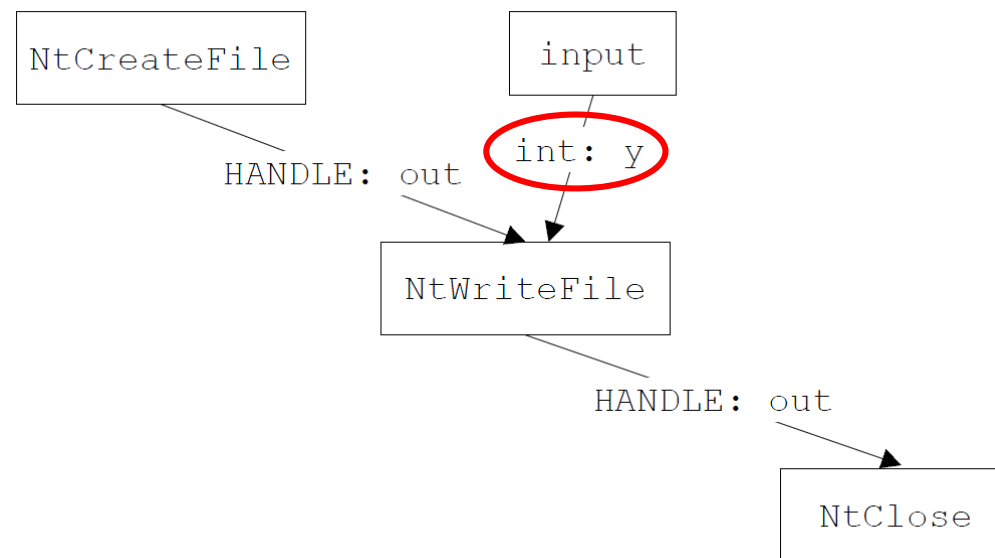 NtCreateFile
input
int: y
HANDLE: out
NtWriteFile
HANDLE: out
NtClose